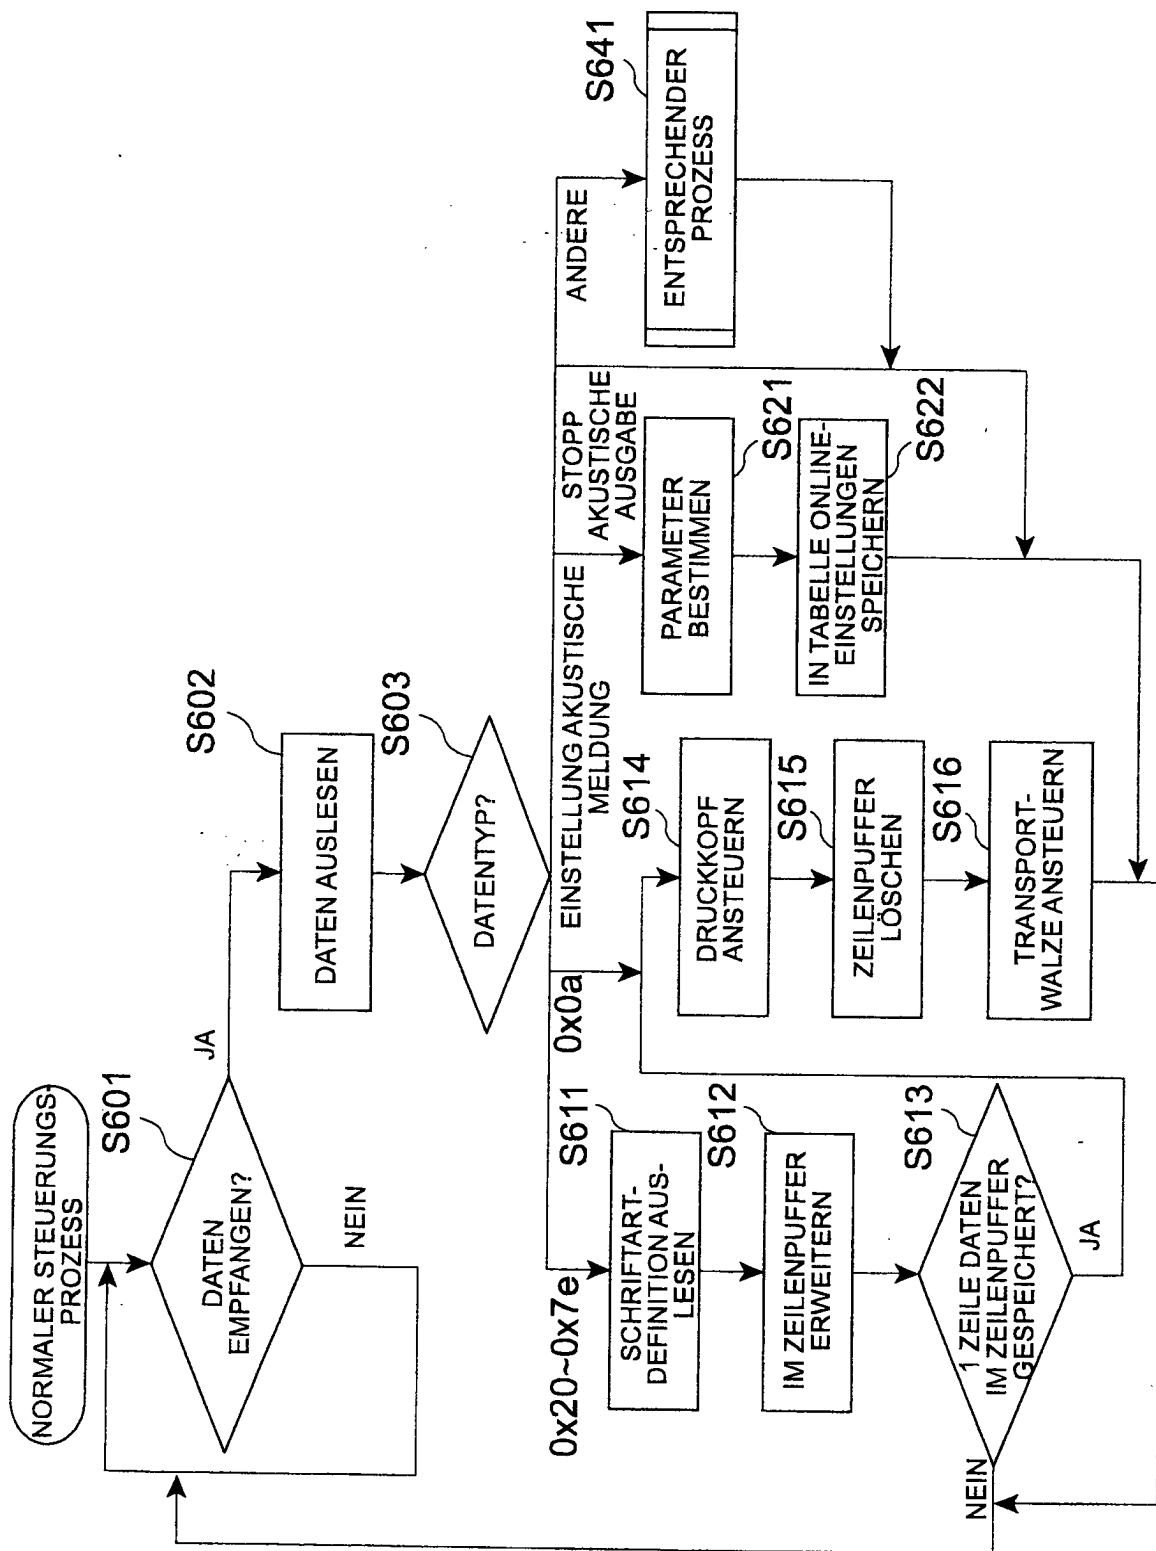 NORMALER STEUERUNGS-
PROZESS
S601
DATEN
EMPFANGEN?
JA
NEIN
S602
DATEN AUSLESEN
S603
DATENTYP?
0x20~0x7e
0x0a
EINSTELLUNG AKUSTISCHE
MELDUNG
STOPP
AKUSTISCHE
AUSGABE
ANDERE
S611
SCHRIFTART-
DEFINITION AUS-
LESEN
S612
IM ZEILENPUFFER
ERWEITERN
S613
1 ZEILE DATEN
IM ZEILENPUFFER
GESPEICHERT?
NEIN
JA
S614
DRUCKKOPF
ANSTEUERN
S615
ZEILENPUFFER
LÖSCHEN
S616
TRANSPORT-
WALZE ANSTEUERN
S621
PARAMETER
BESTIMMEN
S622
IN TABELLE ONLINE-
EINSTELLUNGEN
SPEICHERN
S641
ENTSPRECHENDER
PROZESS